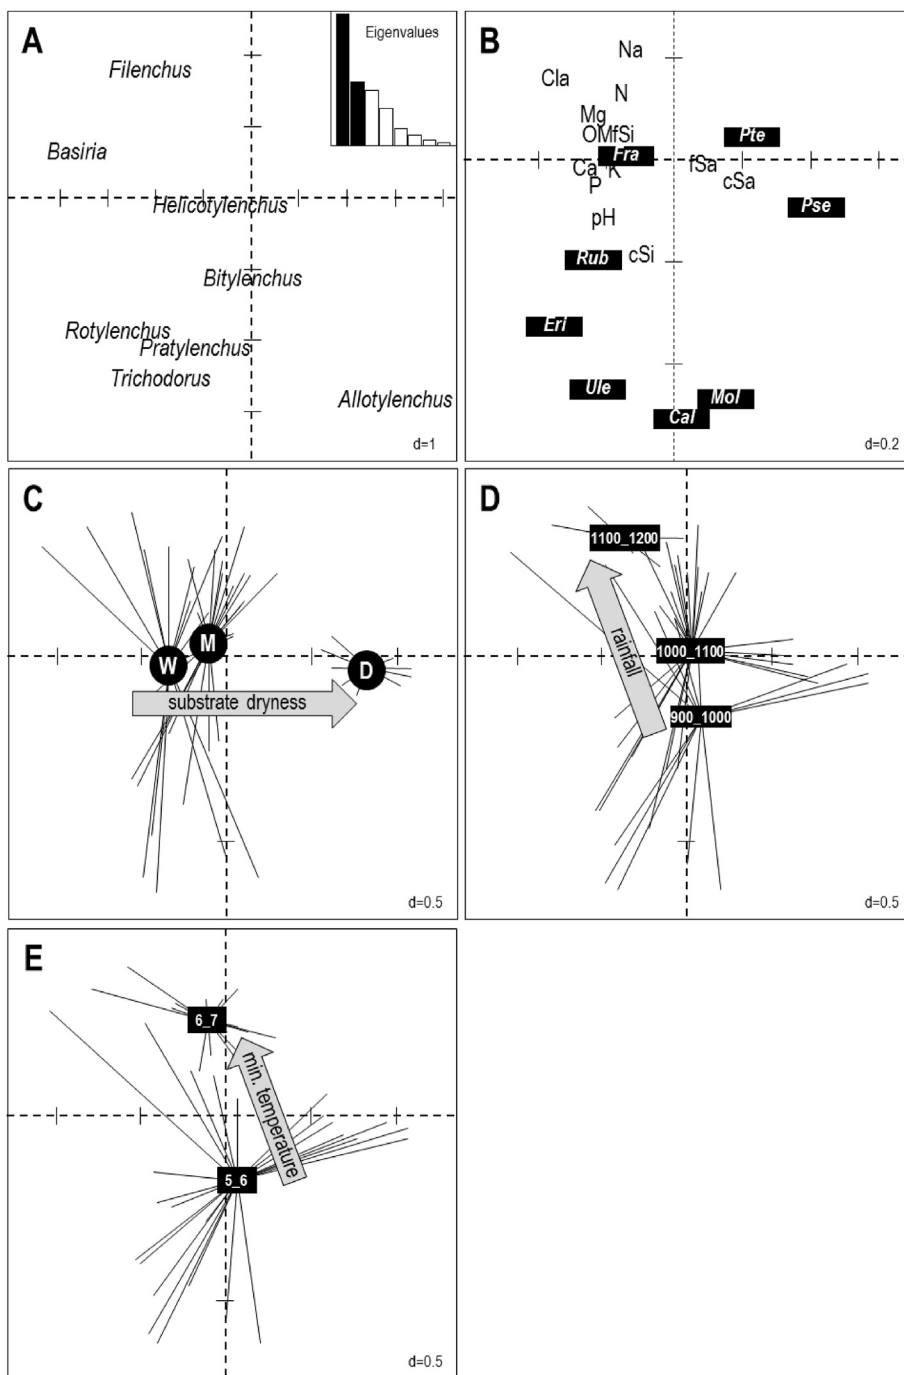 A
Eigenvalues
Filenchus
Basiria
Helicotylenchus
Bitylenchus
Rotylenchus
Pratylenchus
Trichodorus
Allotylenchus
d=1
B
Na
Cla
N
Mg
OMfSi
Pte
Fra
fSa
Ca K
cSa
P
Pse
pH
Rub
cSi
Eri
Ule
Mol
Cal
d=0.2
C
M
W
D
substrate dryness
d=0.5
D
1100_1200
rainfall
1000_1100
900_1000
d=0.5
E
6_7
min. temperature
5_6
d=0.5